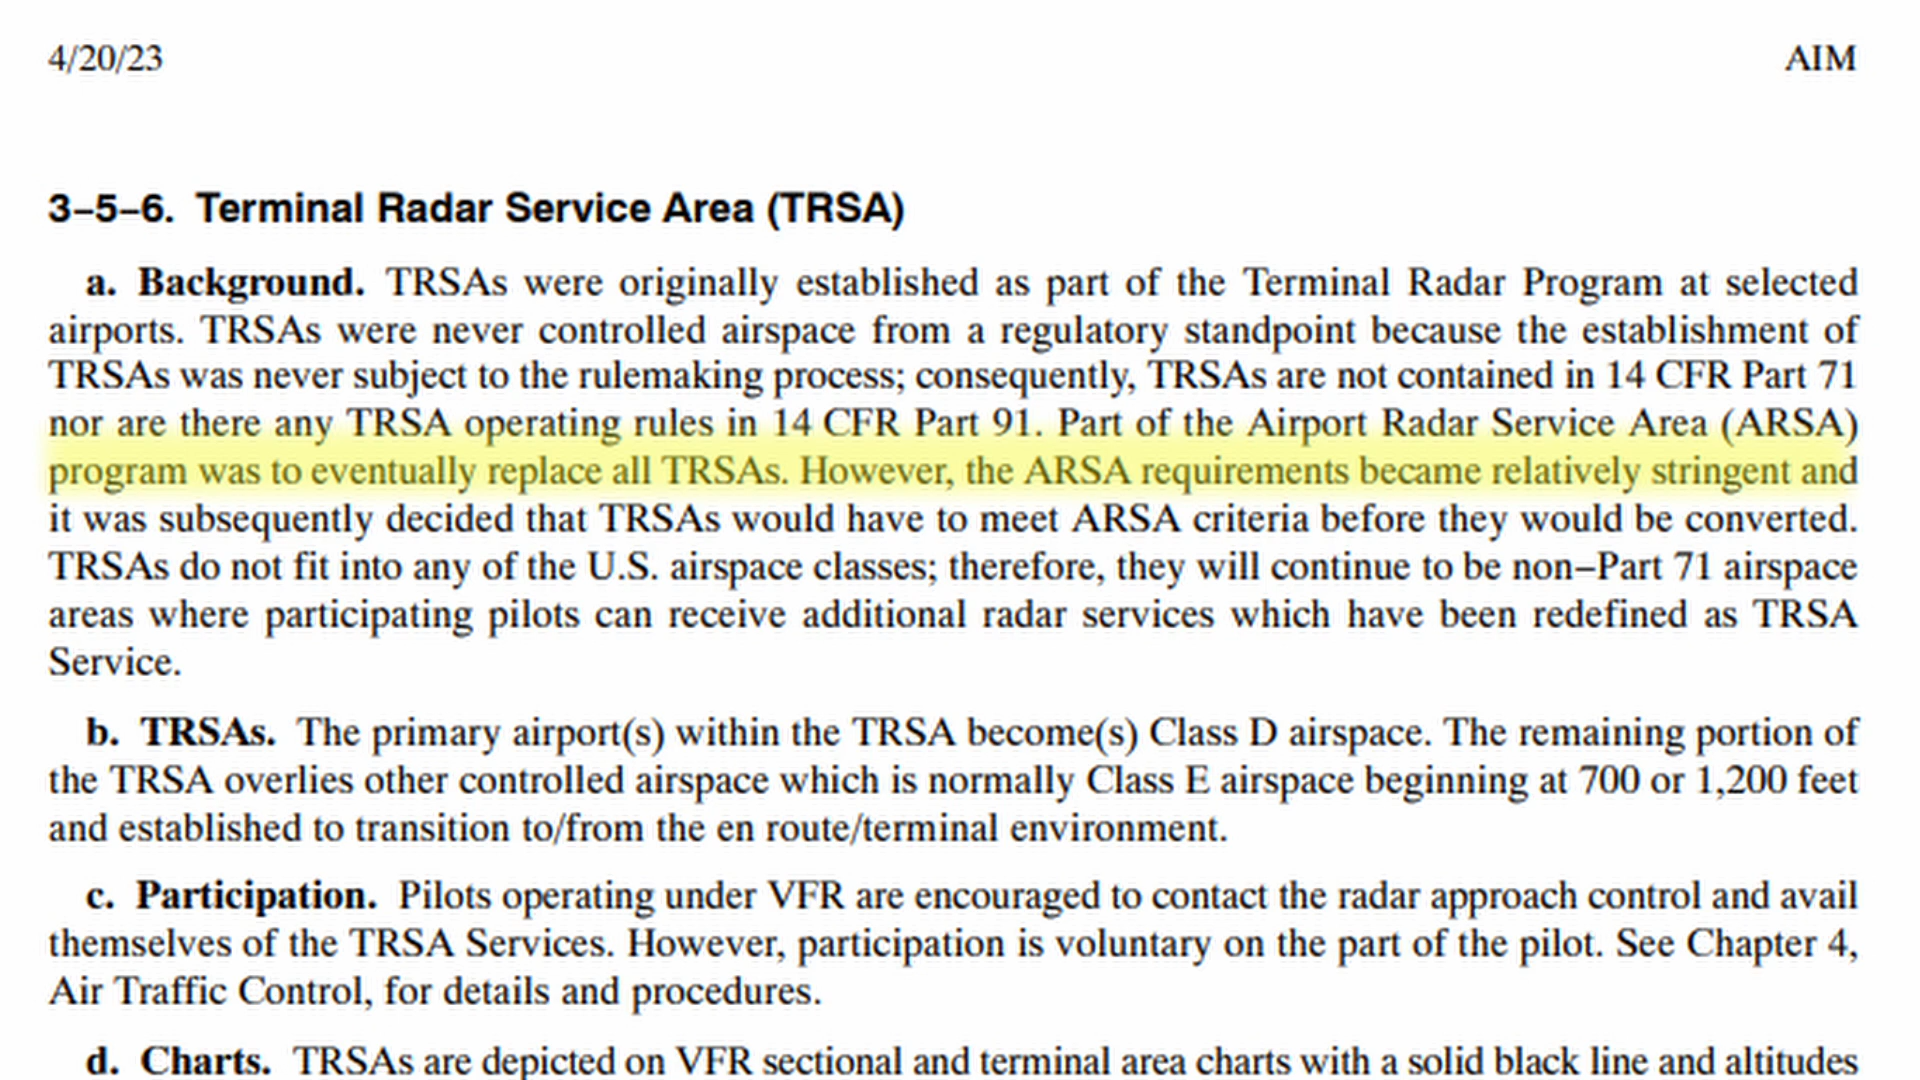 4/20/23
AIM
3–5–6. Terminal Radar Service Area (TRSA)
a. Background. TRSAs were originally established as part of the Terminal Radar Program at selected
airports. TRSAs were never controlled airspace from a regulatory standpoint because the establishment of
TRSAs was never subject to the rulemaking process; consequently, TRSAs are not contained in 14 CFR Part 71
nor are there any TRSA operating rules in 14 CFR Part 91. Part of the Airport Radar Service Area (ARSA)
program was to eventually replace all TRSAs. However, the ARSA requirements became relatively stringent and
it was subsequently decided that TRSAs would have to meet ARSA criteria before they would be converted.
TRSAs do not fit into any of the U.S. airspace classes; therefore, they will continue to be non–Part 71 airspace
areas where participating pilots can receive additional radar services which have been redefined as TRSA
Service.
b. TRSAs. The primary airport(s) within the TRSA become(s) Class D airspace. The remaining portion of
the TRSA overlies other controlled airspace which is normally Class E airspace beginning at 700 or 1,200 feet
and established to transition to/from the en route/terminal environment.
c. Participation. Pilots operating under VFR are encouraged to contact the radar approach control and avail
themselves of the TRSA Services. However, participation is voluntary on the part of the pilot. See Chapter 4,
Air Traffic Control, for details and procedures.
d. Charts. TRSAs are depicted on VFR sectional and terminal area charts with a solid black line and altitudes